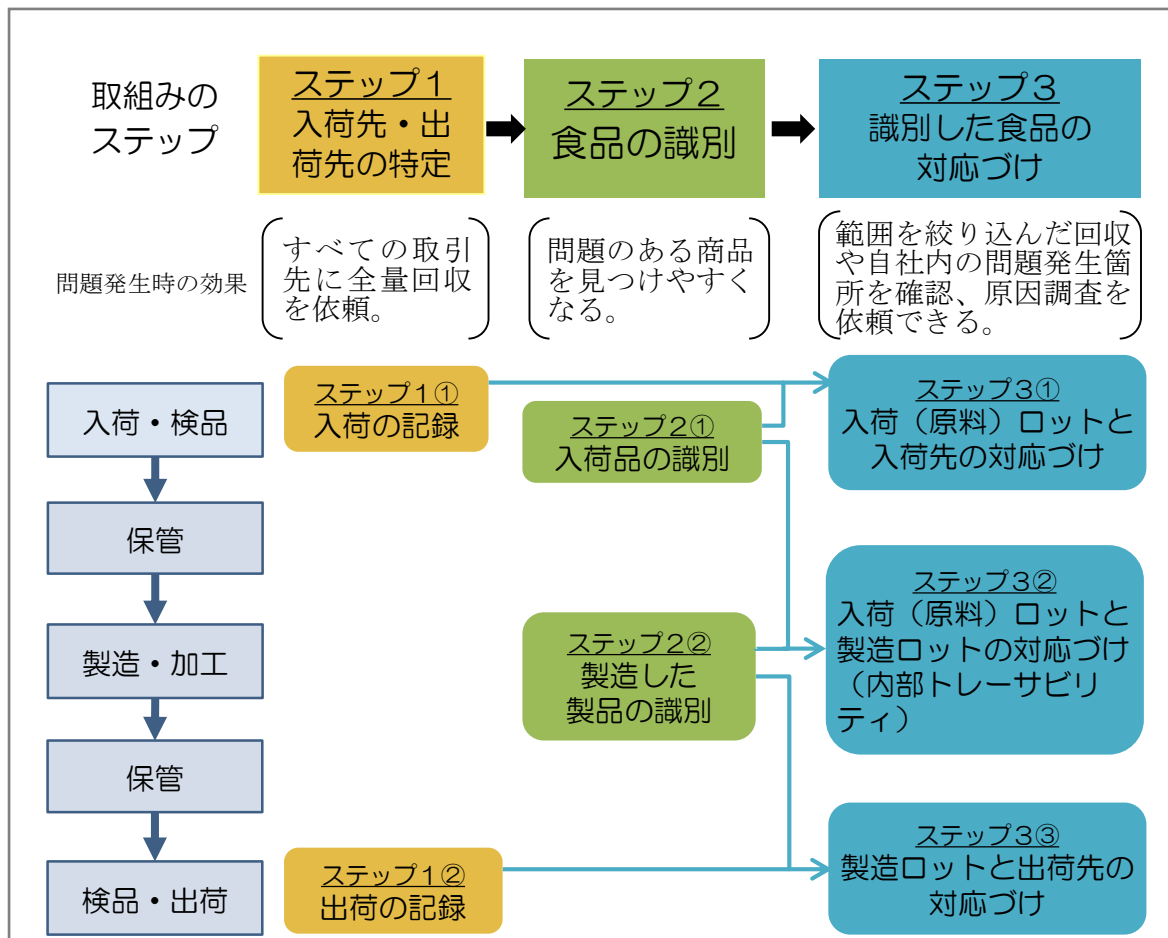 取組みの
ステップ
ステップ１
入荷先・出
荷先の特定
ステップ２
食品の識別
ステップ３
識別した食品の
対応づけ
問題発生時の効果
すべての取引
先に全量回収
を依頼。
問題のある商品
を見つけやすく
なる。
範囲を絞り込んだ回収
や自社内の問題発生箇
所を確認、原因調査を
依頼できる。
入荷・検品
ステップ１①
入荷の記録
ステップ２①
入荷品の識別
ステップ３①
入荷（原料）ロットと
入荷先の対応づけ
保管
ステップ３②
入荷（原料）ロットと
製造ロットの対応づけ
（内部トレーサビリ
ティ）
製造・加工
ステップ２②
製造した
製品の識別
保管
検品・出荷
ステップ１②
出荷の記録
ステップ３③
製造ロットと出荷先の
対応づけ